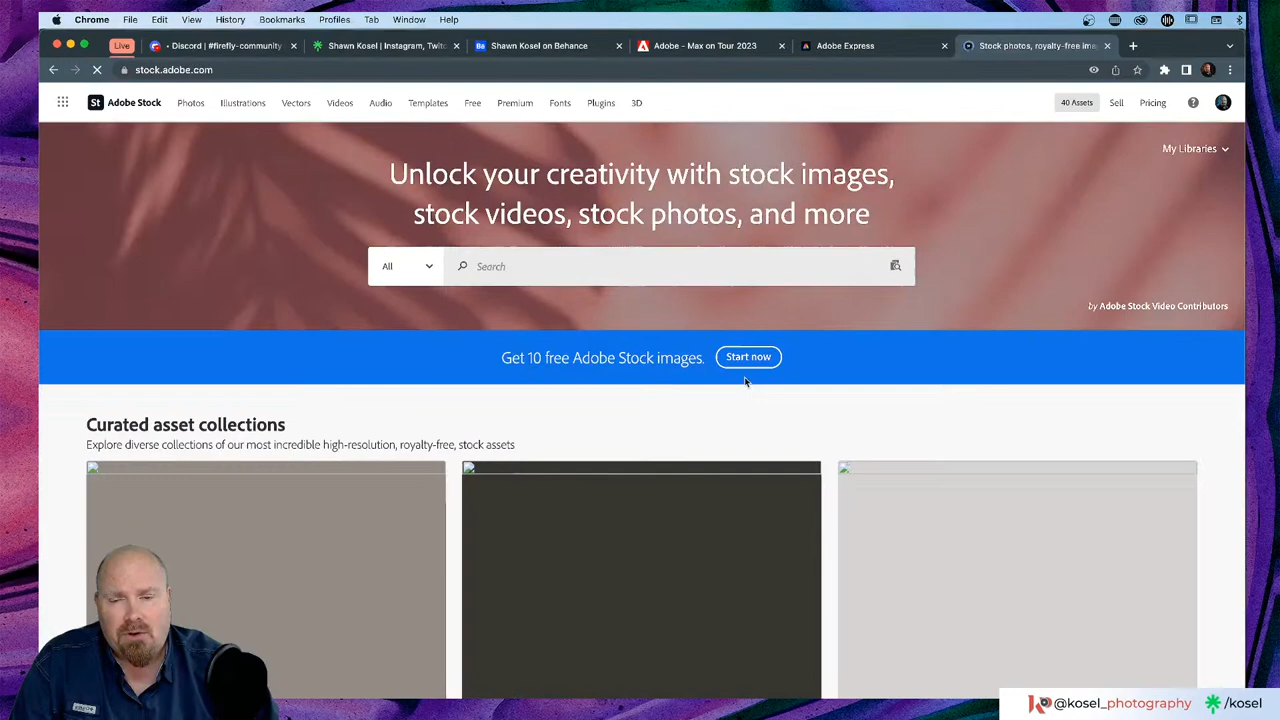 Chrome File Edit View History Bookmarks Profiles Tab Window Help
Live • Discord | #firefly-community Shawn Kosel | Instagram, Twitc Shawn Kosel on Behance Adobe - Max on Tour 2023 Adobe Express Stock photos, royalty-free ima
stock.adobe.com
St Adobe Stock Photos Illustrations Vectors Videos Audio Templates Free Premium Fonts Plugins 3D 40 Assets Sell Pricing
My Libraries
Unlock your creativity with stock images,
stock videos, stock photos, and more
All Search
by Adobe Stock Video Contributors
Get 10 free Adobe Stock images. Start now
Curated asset collections
Explore diverse collections of our most incredible high-resolution, royalty-free, stock assets
@kosel_photography /kosel